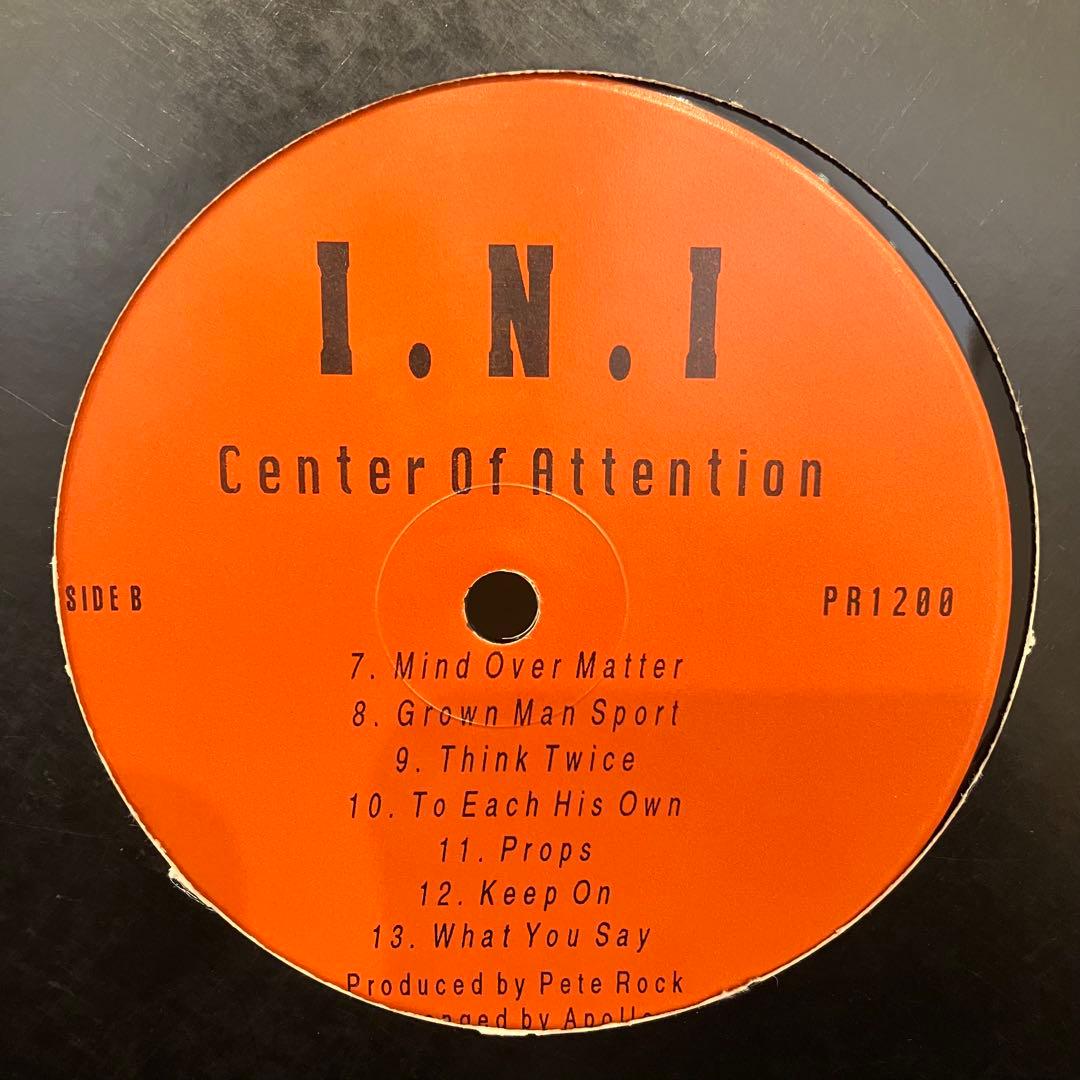 I.N.I
Center Of Attention
SIDE B
PR1200
7. Mind Over Matter
8. Grown Man Sport
9. Think Twice
10. To Each His Own
11. Props
12. Keep On
13. What You Say
Produced by Pete Rock
by